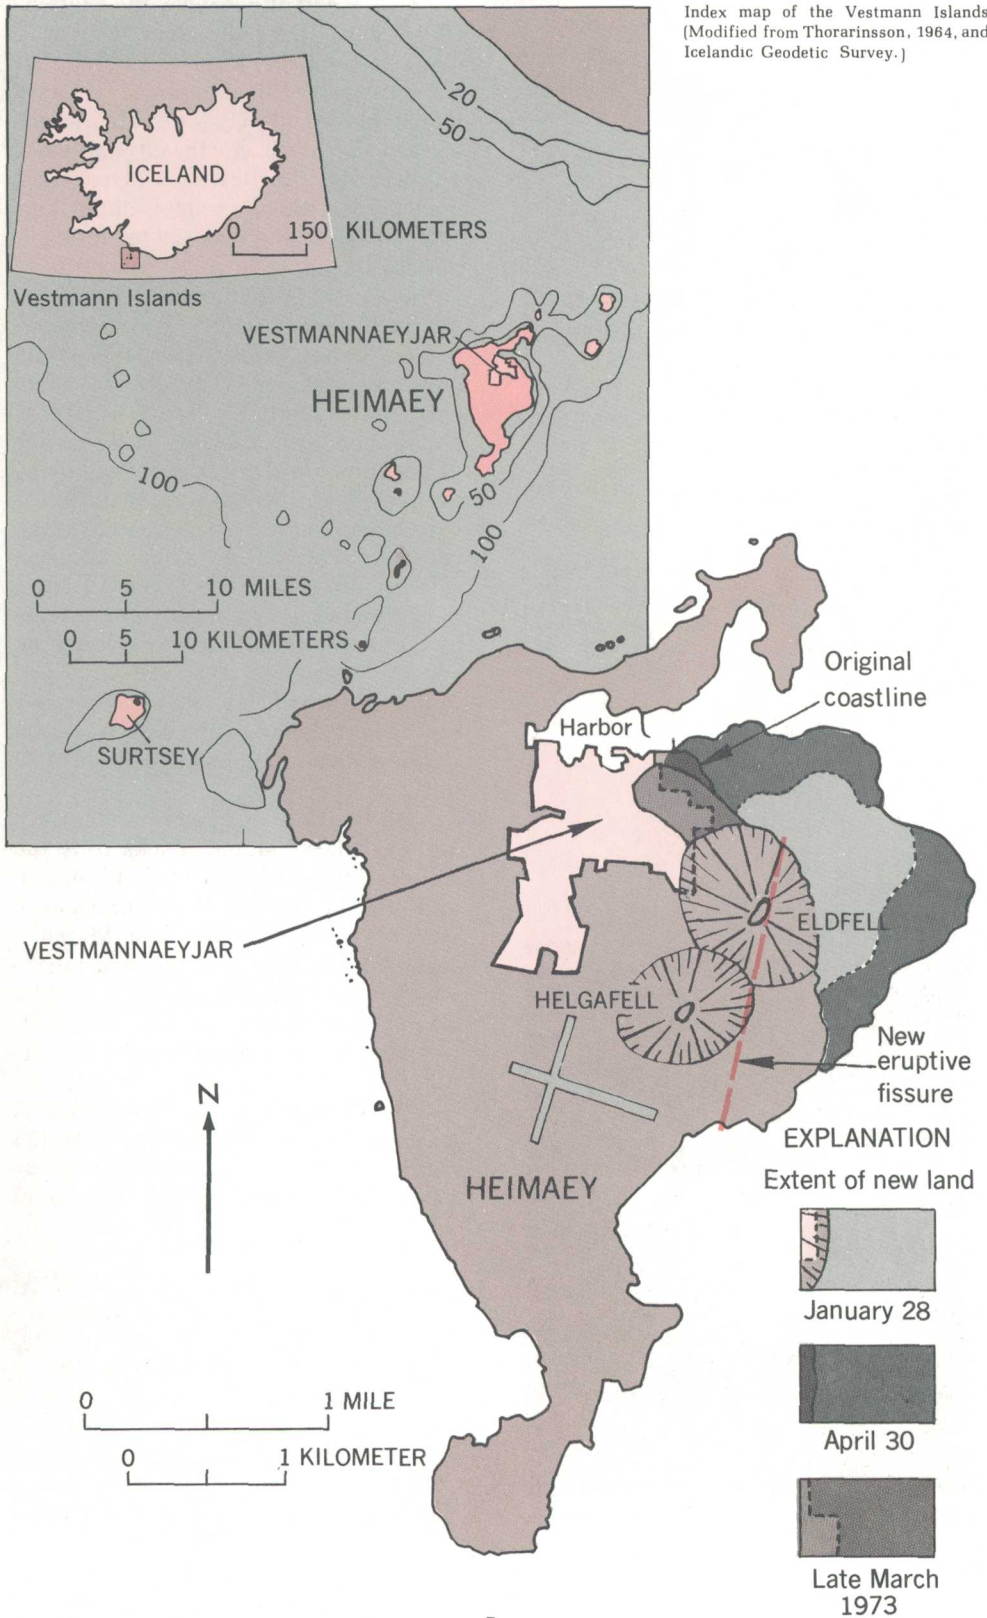 Index map of the Vestmann Islands
(Modified from Thorarinsson, 1964, and
Icelandic Geodetic Survey.)
20
50
ICELAND
0 150 KILOMETERS
Vestmann Islands
VESTMANNAEYJAR
HEIMAEY
100
50
100
0 5 10 MILES
0 5 10 KILOMETERS
SURTSEY
Original
coastline
Harbor
ELDFELL
VESTMANNAEYJAR
HELGAFELL
New
eruptive
fissure
N
HEIMAEY
EXPLANATION
Extent of new land
January 28
April 30
Late March
1973
0 1 MILE
0 1 KILOMETER